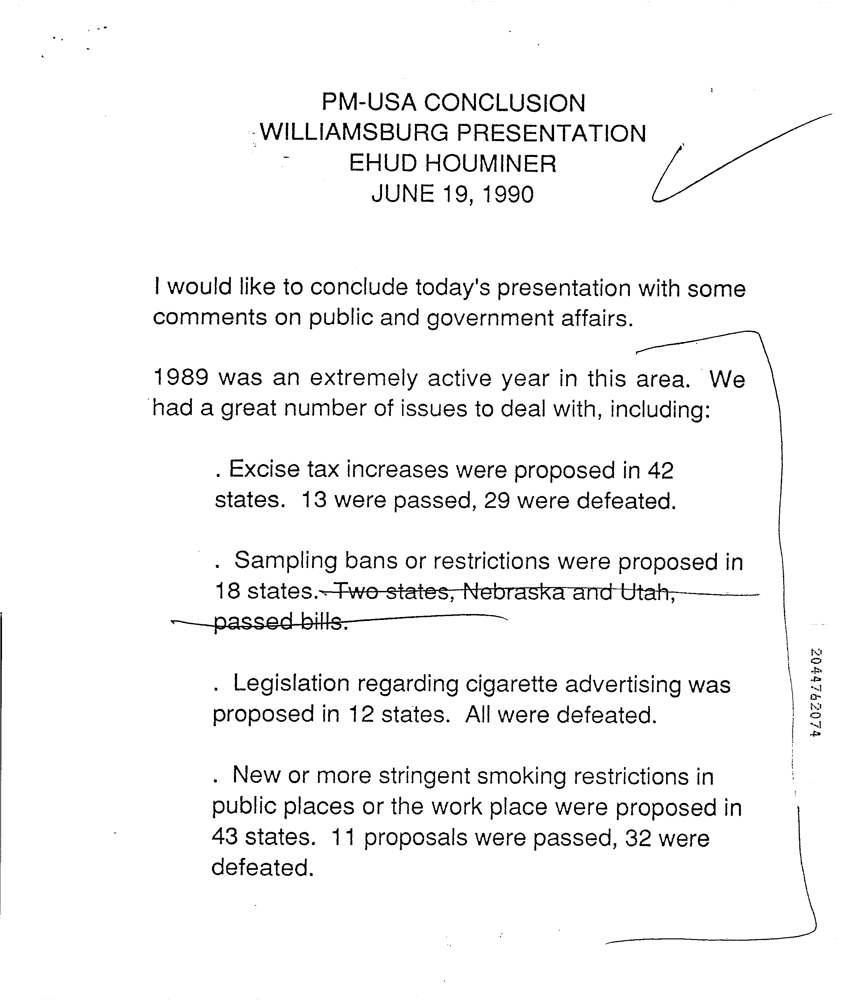 PM-USA CONCLUSION
WILLIAMSBURG PRESENTATION
EHUD HOUMINER
JUNE 19, 1990
I would like to conclude today's presentation with some
comments on public and government affairs.
1989 was an extremely active year in this area. We
had a great number of issues to deal with, including:
. Excise tax increases were proposed in 42
states. 13 were passed, 29 were defeated.
. Sampling bans or restrictions were proposed in
18 states. Two states, Nebraska and Utah,
passed bills.
. Legislation regarding cigarette advertising was
proposed in 12 states. All were defeated.
. New or more stringent smoking restrictions in
public places or the work place were proposed in
43 states. 11 proposals were passed, 32 were
defeated.
2044762074